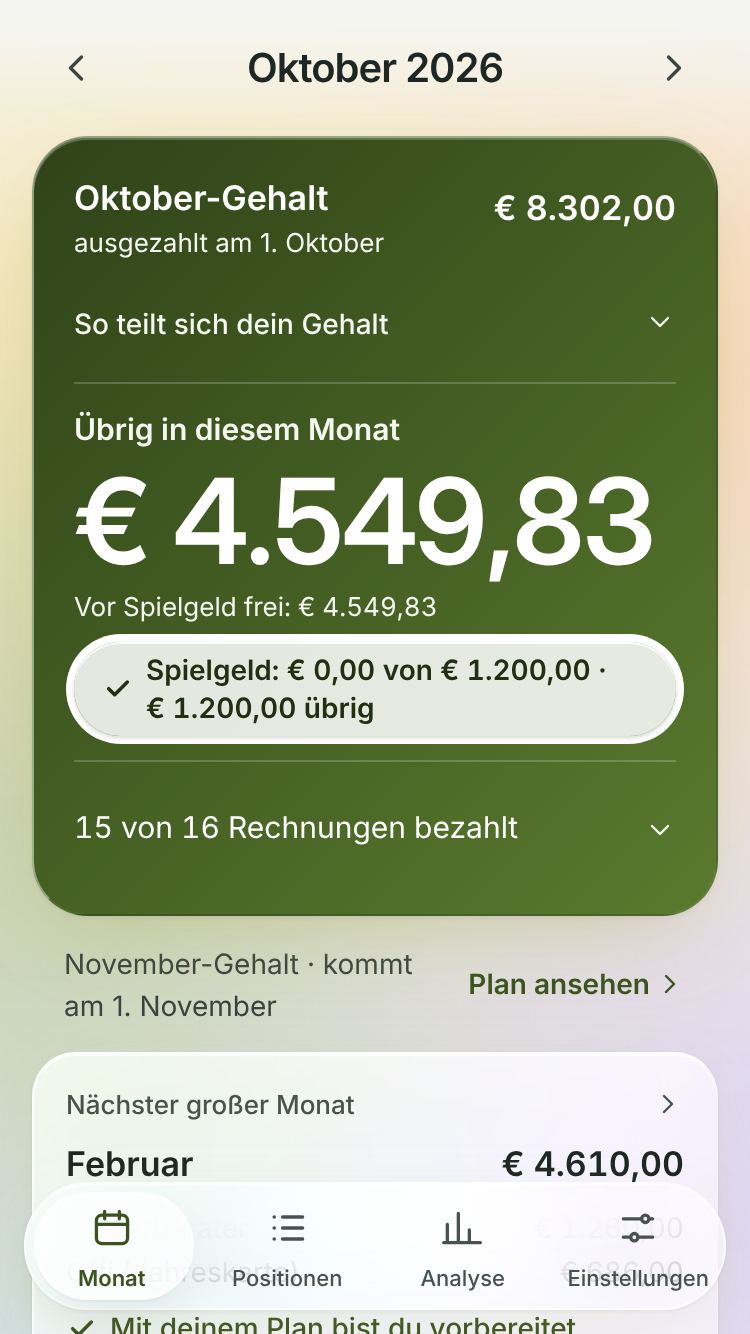 Oktober 2026
Oktober-Gehalt
€ 8.302,00
ausgezahlt am 1. Oktober
So teilt sich dein Gehalt
Übrig in diesem Monat
€ 4.549,83
Vor Spielgeld frei: € 4.549,83
Spielgeld: € 0,00 von € 1.200,00 ·
€ 1.200,00 übrig
15 von 16 Rechnungen bezahlt
November-Gehalt · kommt
am 1. November
Plan ansehen
Nächster großer Monat
Februar
€ 4.610,00
Monat
Positionen
Analyse
Einstellungen
Mit deinem Plan bist du vorbereitet